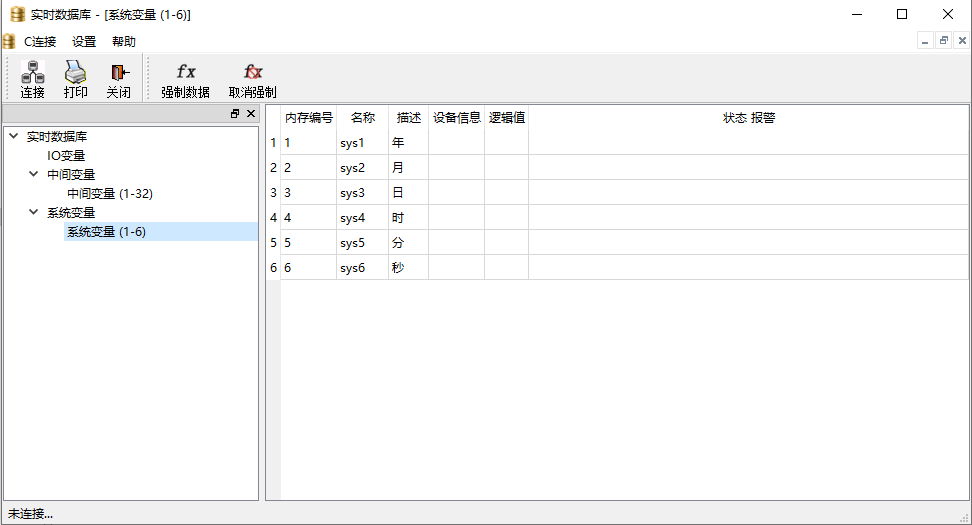 实时数据库 - [系统变量 (1-6)]
C连接 设置 帮助
连接 打印 关闭 fx 强制数据 fx 取消强制
实时数据库
IO变量
中间变量
中间变量 (1-32)
系统变量
系统变量 (1-6)
内存编号 名称 描述 设备信息 逻辑值 状态 报警
1 1 sys1 年
2 2 sys2 月
3 3 sys3 日
4 4 sys4 时
5 5 sys5 分
6 6 sys6 秒
未连接...